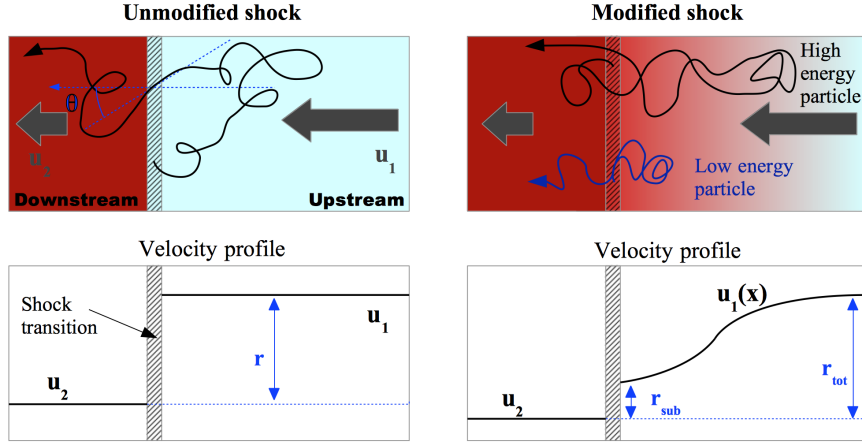 Unmodified shock
Θ
u2
u1
Downstream
Upstream
Modified shock
High
energy
particle
Low energy
particle
Velocity profile
Shock
transition
u1
r
u2
Velocity profile
u1(x)
rtot
rsub
u2